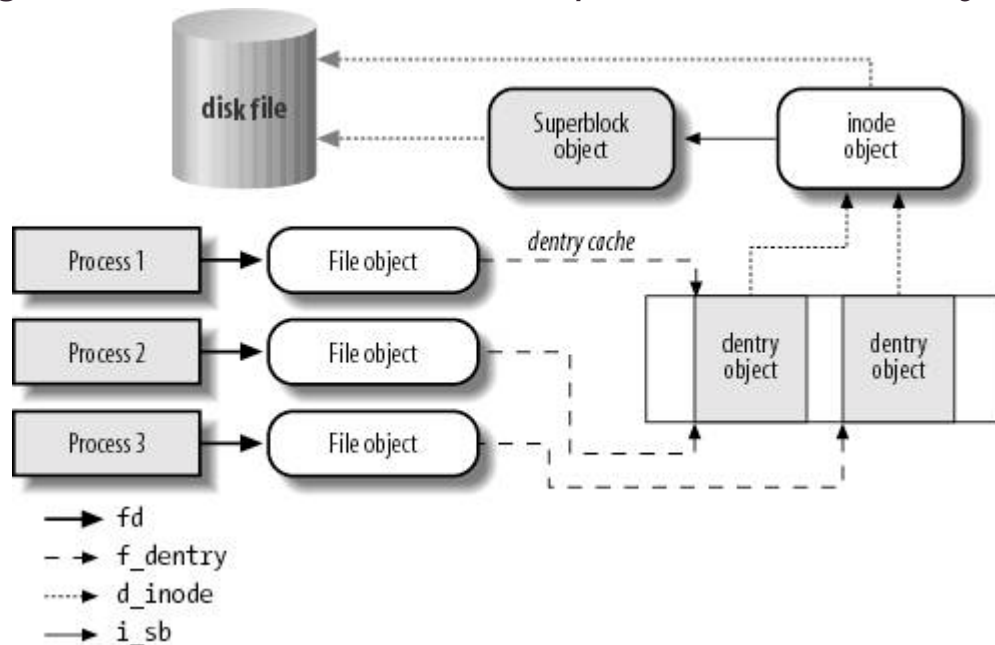 disk file
Superblock
object
inode
object
Process 1
File object
dentry cache
Process 2
File object
dentry
object
dentry
object
Process 3
File object
fd
f_dentry
d_inode
i_sb